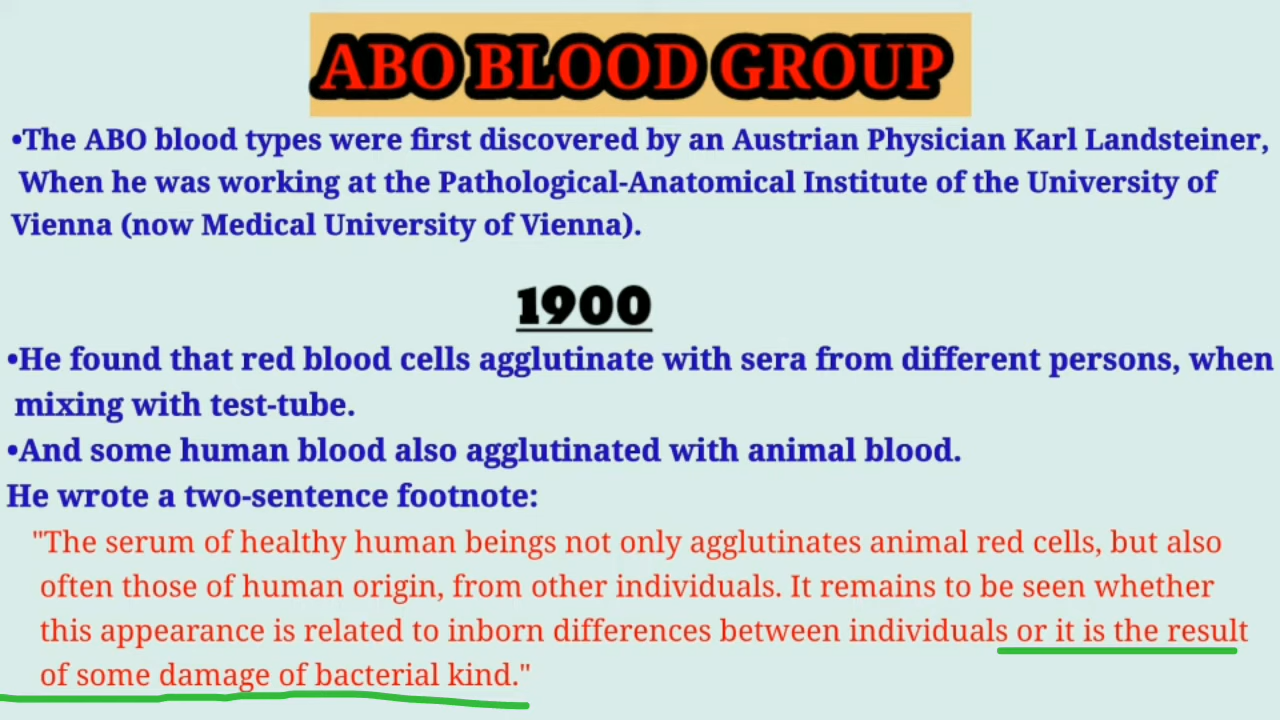 ABO BLOOD GROUP
•The ABO blood types were first discovered by an Austrian Physician Karl Landsteiner,
When he was working at the Pathological-Anatomical Institute of the University of
Vienna (now Medical University of Vienna).
1900
•He found that red blood cells agglutinate with sera from different persons, when
mixing with test-tube.
•And some human blood also agglutinated with animal blood.
He wrote a two-sentence footnote:
"The serum of healthy human beings not only agglutinates animal red cells, but also
often those of human origin, from other individuals. It remains to be seen whether
this appearance is related to inborn differences between individuals or it is the result
of some damage of bacterial kind."